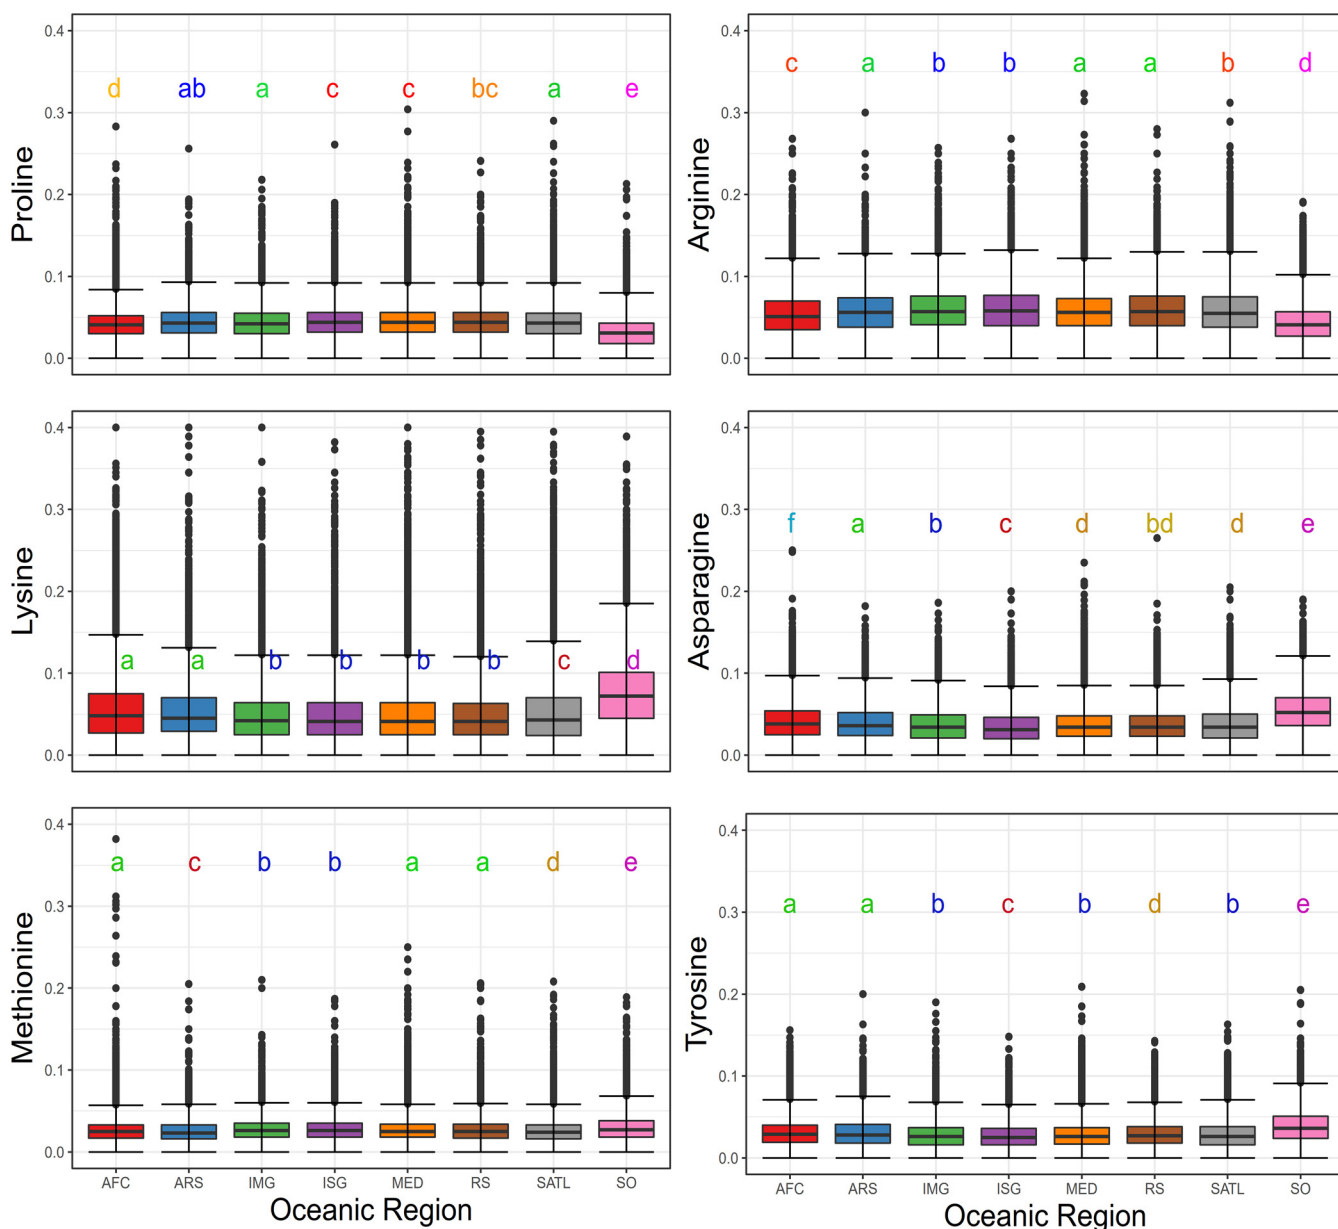 Proline
0.4
0.3
0.2
0.1
0.0
d ab a c c bc a e
Arginine
0.4
0.3
0.2
0.1
0.0
c a b b a a b d
Lysine
0.4
0.3
0.2
0.1
0.0
a a b b b b c d
Asparagine
0.4
0.3
0.2
0.1
0.0
f a b c d bd d e
Methionine
0.4
0.3
0.2
0.1
0.0
a c b b a a d e
AFC ARS IMG ISG MED RS SATL SO
Oceanic Region
Tyrosine
0.4
0.3
0.2
0.1
0.0
a a b c b d b e
AFC ARS IMG ISG MED RS SATL SO
Oceanic Region